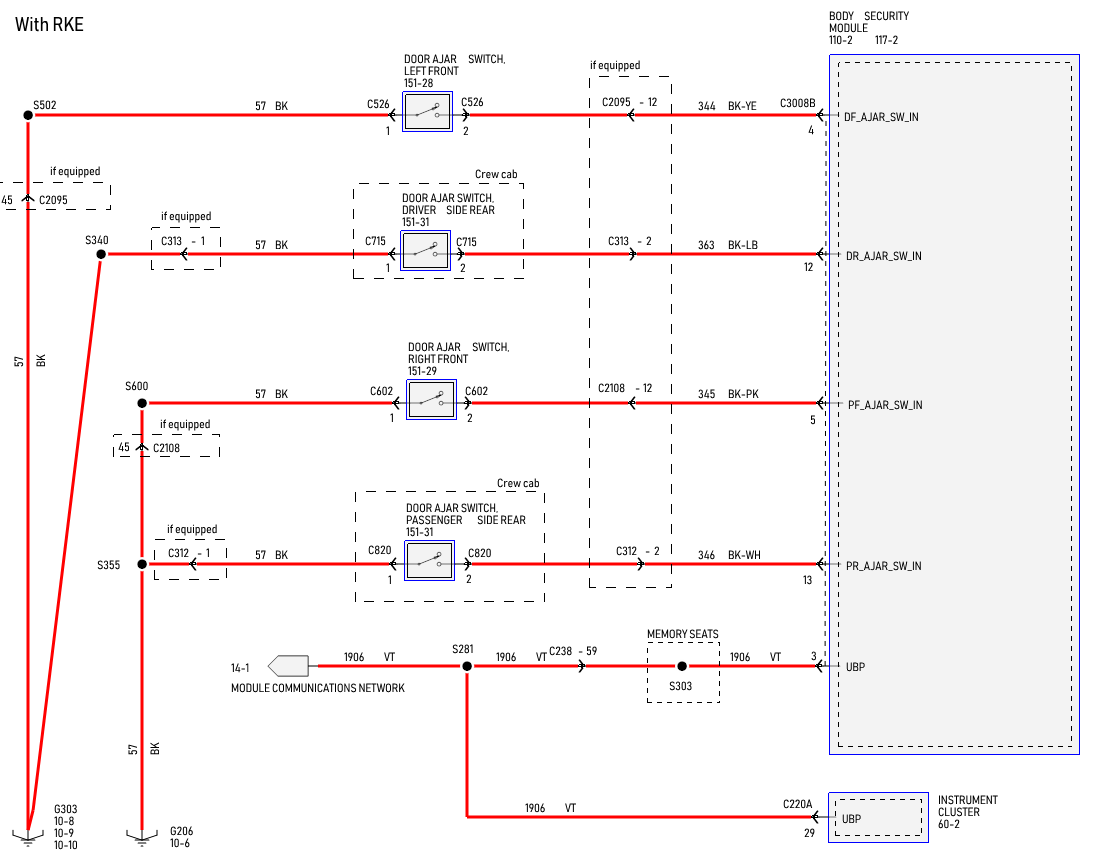 With RKE
BODY SECURITY
MODULE
110-2 117-2
DOOR AJAR SWITCH,
LEFT FRONT
151-28
if equipped
S502
57 BK
C526
C526
C2095 - 12
344 BK-YE
C3008B
1
2
4
DF_AJAR_SW_IN
if equipped
45 C2095
Crew cab
DOOR AJAR SWITCH,
DRIVER SIDE REAR
151-31
if equipped
S340
C313 - 1
57 BK
C715
C715
C313 - 2
363 BK-LB
1
2
12
DR_AJAR_SW_IN
57 BK
DOOR AJAR SWITCH,
RIGHT FRONT
151-29
S600
57 BK
C602
C602
C2108 - 12
345 BK-PK
1
2
5
PF_AJAR_SW_IN
if equipped
45 C2108
Crew cab
DOOR AJAR SWITCH,
PASSENGER SIDE REAR
151-31
if equipped
S355
C312 - 1
57 BK
C820
C820
C312 - 2
346 BK-WH
1
2
13
PR_AJAR_SW_IN
MEMORY SEATS
14-1
1906 VT
S281
1906 VT
C238 - 59
S303
1906 VT
3
UBP
MODULE COMMUNICATIONS NETWORK
57 BK
1906 VT
C220A
29
UBP
INSTRUMENT
CLUSTER
60-2
G303
10-8
10-9
10-10
G206
10-6